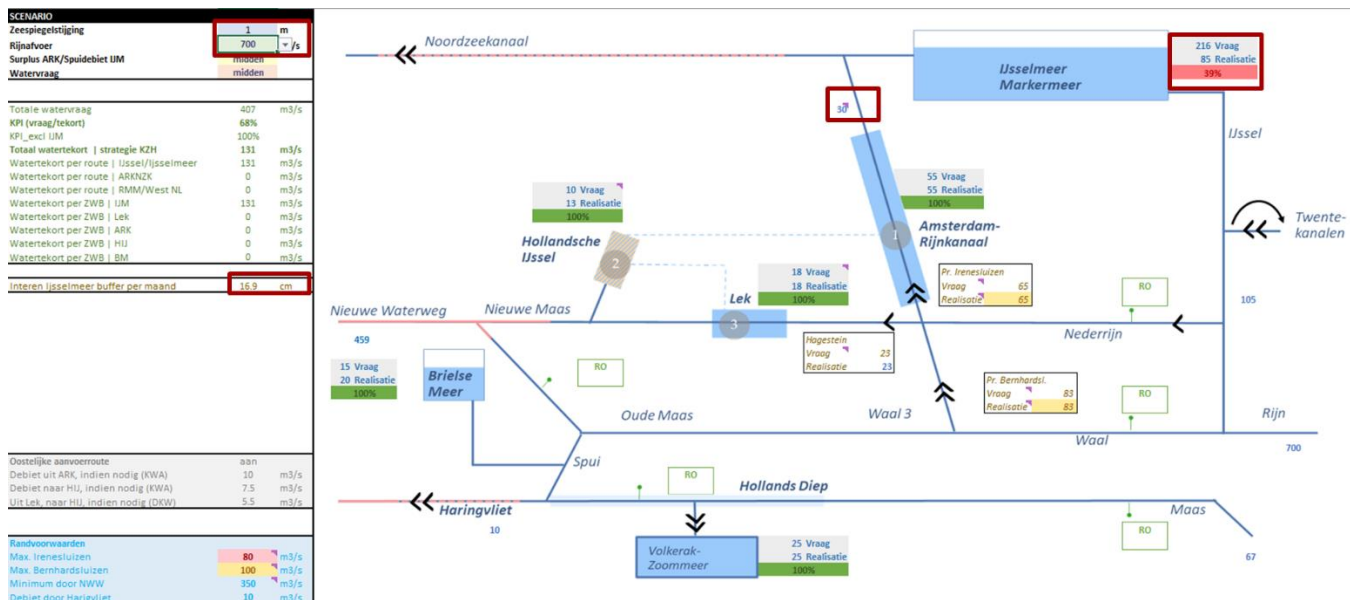 SCENARIO
Zeespiegelstijging 1 m
Rijnafvoer 700 /s
Surplus ARK/Spuidebiet IJM midden
Watervraag midden
Totale watervraag 407 m3/s
KPI (vraag/tekort) 68%
KPI_excl IJM 100%
Totaal watertekort | strategie KZH 131 m3/s
Watertekort per route | IJssel/Ijsselmeer 131 m3/s
Watertekort per route | ARKNZK 0 m3/s
Watertekort per route | RMM/West NL 0 m3/s
Watertekort per ZWB | IJM 131 m3/s
Watertekort per ZWB | Lek 0 m3/s
Watertekort per ZWB | ARK 0 m3/s
Watertekort per ZWB | HIJ 0 m3/s
Watertekort per ZWB | BM 0 m3/s
Interen Ijsselmeer buffer per maand 16.9 cm
Oostelijke aanvoerroute aan
Debiet uit ARK, indien nodig (KWA) 10 m3/s
Debiet naar HIJ, indien nodig (KWA) 7.5 m3/s
Uit Lek, naar HIJ, indien nodig (DKW) 5.5 m3/s
Randvoorwaarden
Max. Irenesluizen 80 m3/s
Max. Bernhardsluizen 100 m3/s
Minimum door NWW 350 m3/s
Debiet door Harigvliet 10 m3/s
Noordzeekanaal
IJsselmeer
Markermeer
216 Vraag
85 Realisatie
39%
30
IJssel
55 Vraag
55 Realisatie
100%
10 Vraag
13 Realisatie
100%
Twente-
kanalen
Amsterdam-
Rijnkanaal
1
Hollandsche
IJssel
2
18 Vraag
18 Realisatie
100%
Pr. Irenesluizen
Vraag 65
Realisatie 65
RO
105
Lek
3
Nieuwe Waterweg
Nieuwe Maas
Nederrijn
459
Hagestein
Vraag 23
Realisatie 23
15 Vraag
20 Realisatie
100%
Brielse
Meer
RO
Pr. Bernhardsl.
Vraag 83
Realisatie 83
RO
Oude Maas
Waal 3
Rijn
Waal
700
Spui
RO
Hollands Diep
Haringvliet
Maas
10
RO
Volkerak-
Zoommeer
25 Vraag
25 Realisatie
100%
67